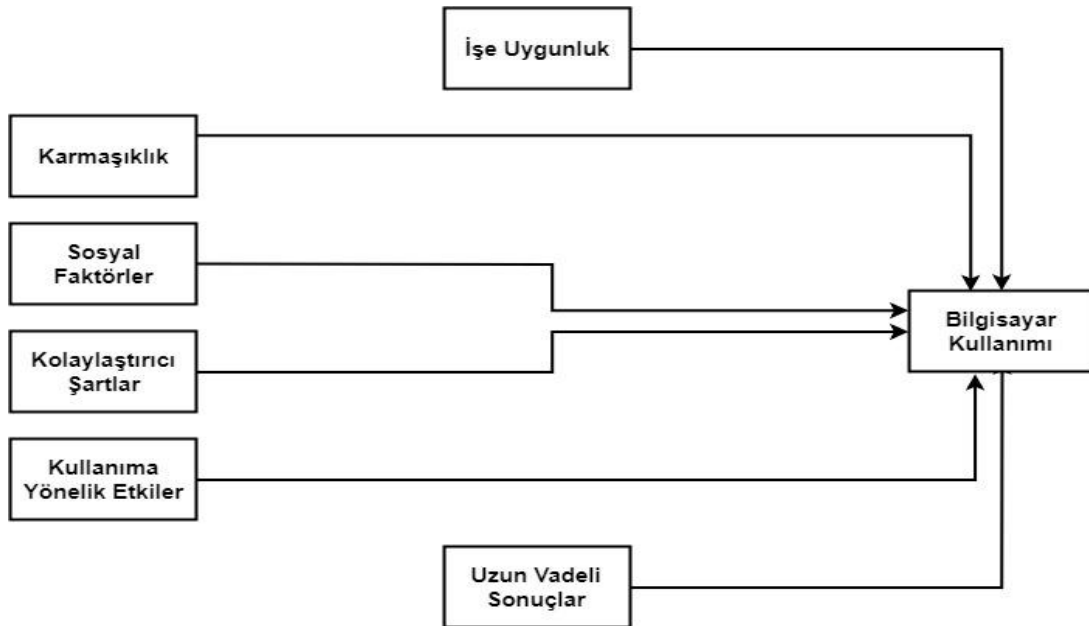 İşe Uygunluk
Karmaşıklık
Sosyal
Faktörler
Kolaylaştırıcı
Şartlar
Kullanıma
Yönelik Etkiler
Uzun Vadeli
Sonuçlar
Bilgisayar
Kullanımı